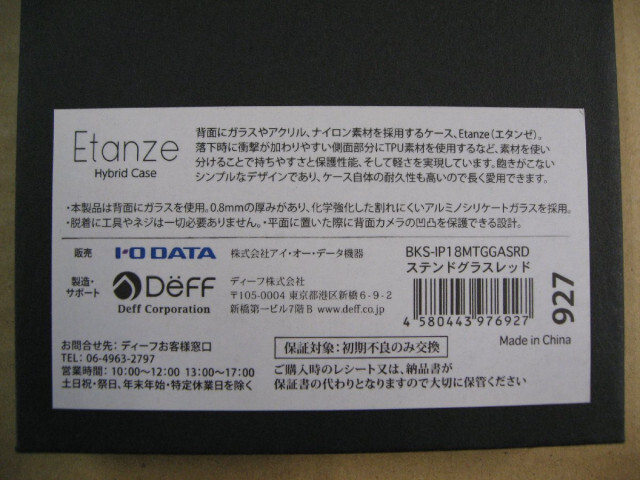 Etanze
Hybrid Case
背面にガラスやアクリル、ナイロン素材を採用するケース、Etanze(エタンゼ)。
落下時に衝撃が加わりやすい側面部分にTPU素材を使用するなど、素材を使い
分けることで持ちやすさと保護性能、そして軽さを実現しています。飽きがこない
シンプルなデザインであり、ケース自体の耐久性も高いので長く愛用できます。
・本製品は背面にガラスを使用。0.8mmの厚みがあり、化学強化した割れにくいアルミノシリケートガラスを採用。
・脱着に工具やネジは一切必要ありません。・平面に置いた際に背面カメラの凹凸を保護できる設計。
販売 I-O DATA 株式会社アイ・オー・データ機器
製造・サポート DEFF Deff Corporation
ディーフ株式会社
〒105-0004 東京都港区新橋6-9-2
新橋第一ビル7階B www.deff.co.jp
BKS-IP18MTGGASRD
ステンドグラスレッド
4 580443 976927
927
Made in China
お問合せ先：ディーフお客様窓口
TEL: 06-4963-2797
営業時間：10:00～12:00 13:00～17:00
土日祝・祭日、年末年始・特定休業日を除く
保証対象：初期不良のみ交換
ご購入時のレシート又は、納品書が
保証書の代わりとなりますので大切に保管ください